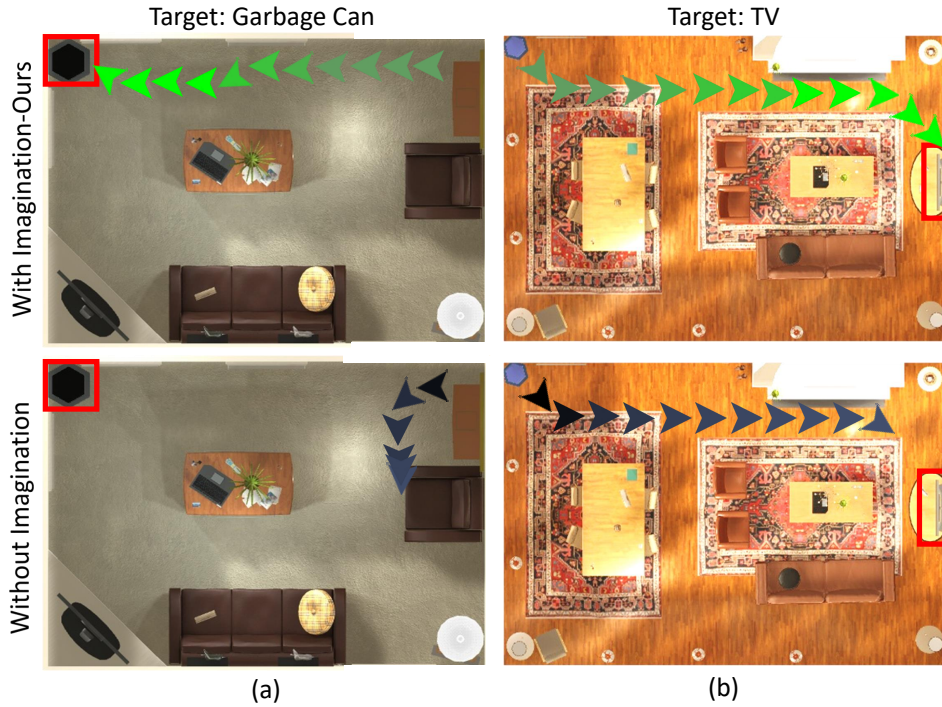 Target: Garbage Can
Target: TV
With Imagination-Ours
Without Imagination
(a)
(b)